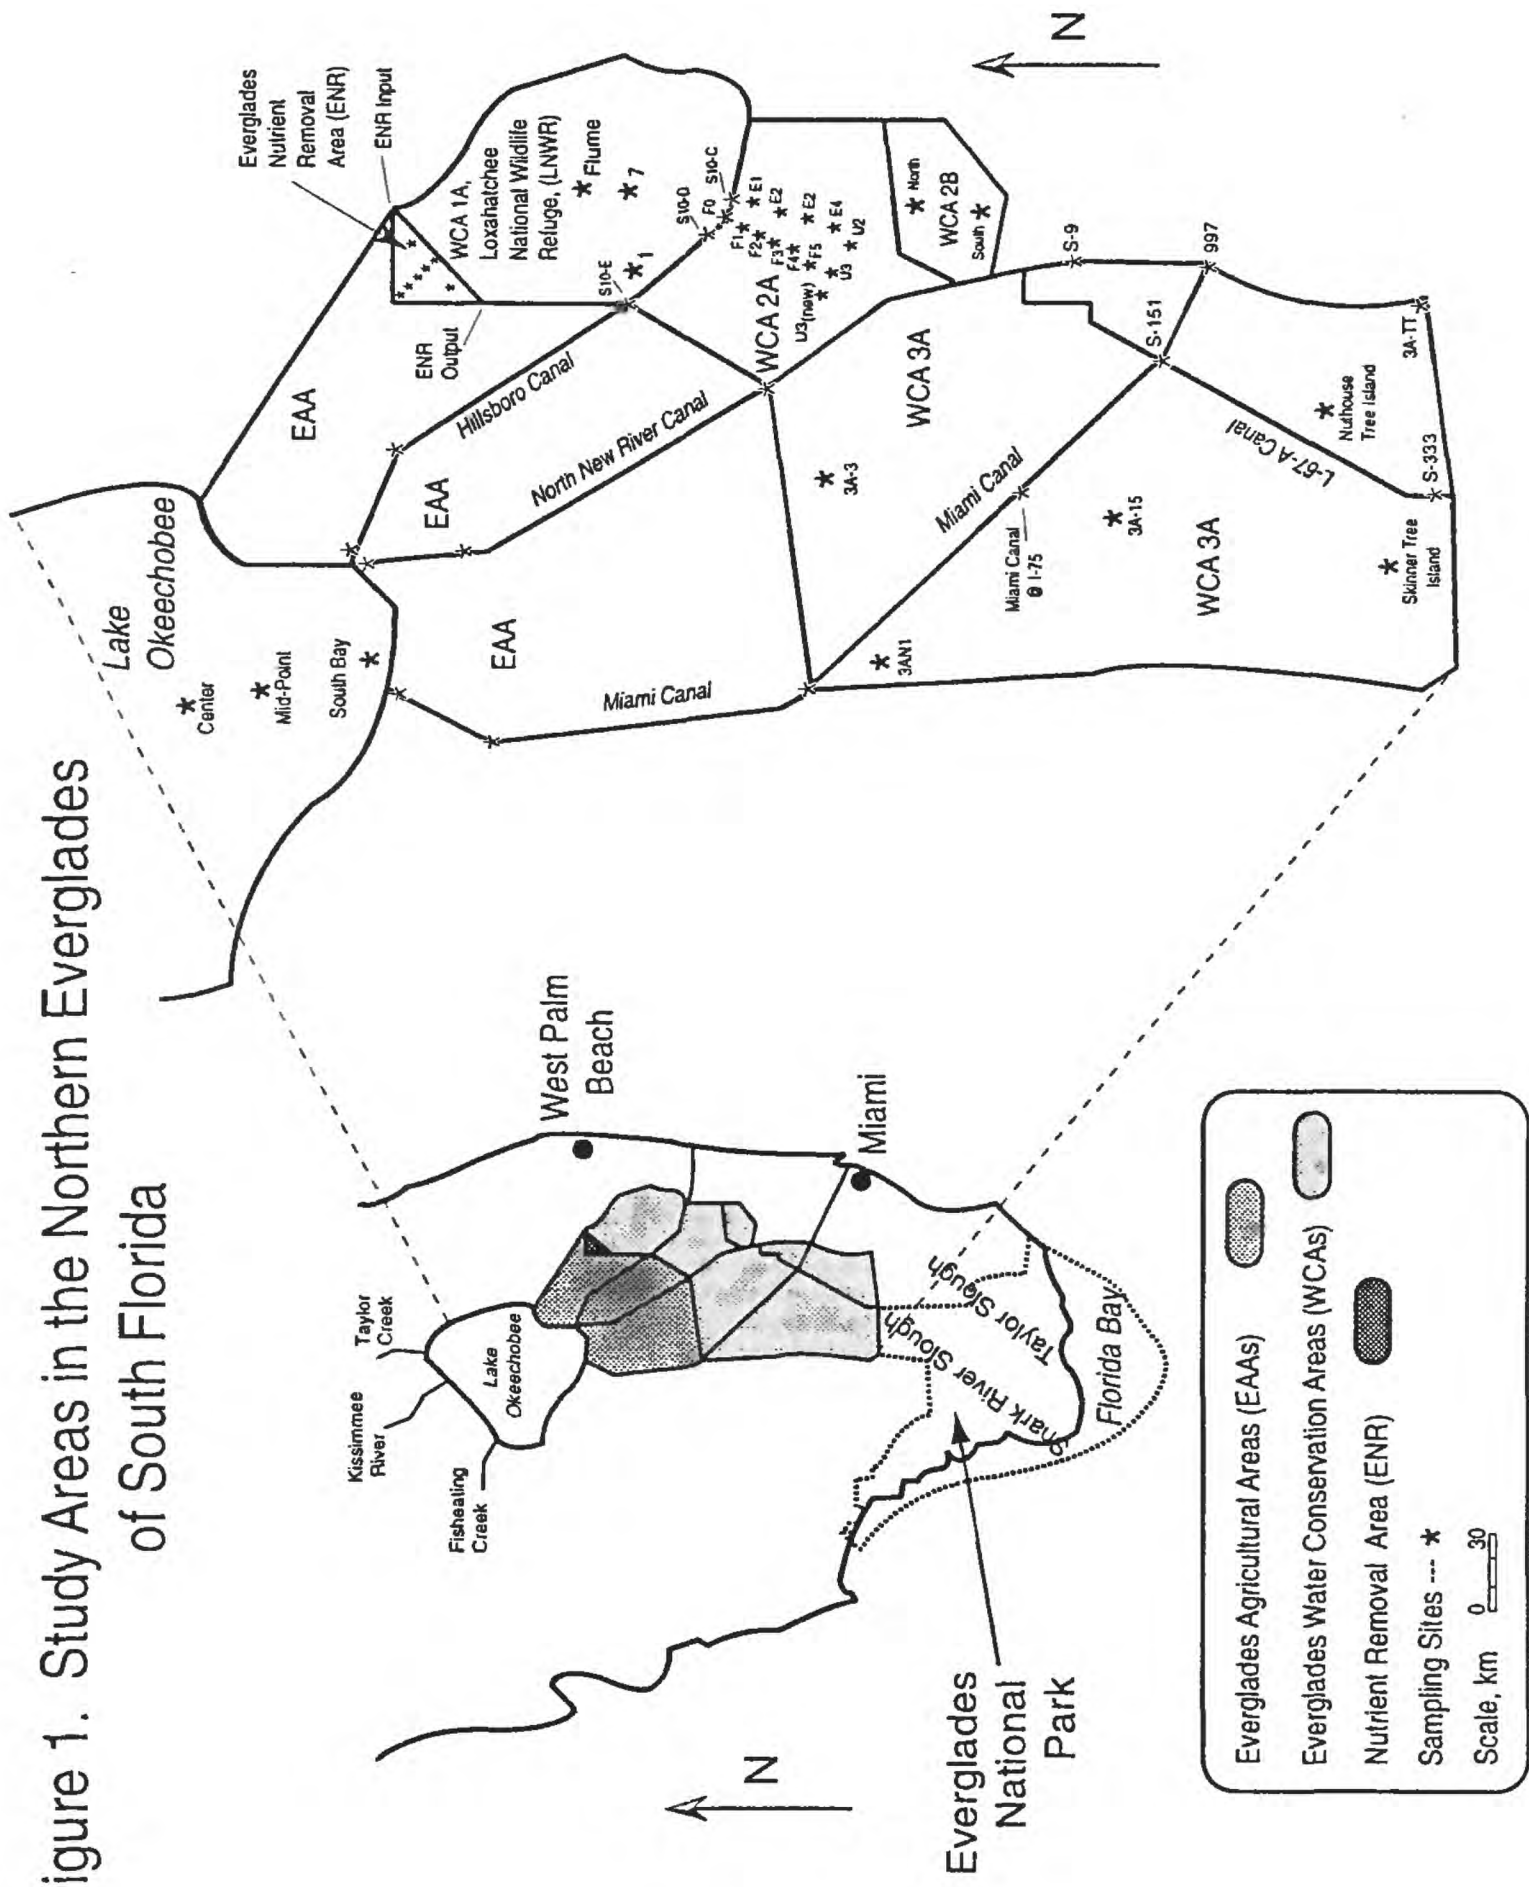 igure 1. Study Areas in the Northern Everglades
of South Florida
Taylor
Creek
Kissimmee
River
Fisheating
Creek
Lake
Okeechobee
West Palm
Beach
Miami
Taylor Slough
Shark River Slough
Florida Bay
Everglades
National
Park
N
Everglades Agricultural Areas (EAAs)
Everglades Water Conservation Areas (WCAs)
Nutrient Removal Area (ENR)
Sampling Sites --- *
Scale, km
0 30
Lake
Okeechobee
Center
Mid-Point
South Bay
EAA
EAA
EAA
Everglades
Nutrient
Removal
Area (ENR)
ENR Input
ENR
Output
WCA 1A,
Loxahatchee
National Wildlife
Refuge, (LNWR)
Flume
7
1
S10-E
S10-D
F0
S10-C
Hillsboro Canal
North New River Canal
Miami Canal
WCA 2A
F1
E1
F2
E2
F3
F4
E2
F5
E4
U2
U3
U3(new)
North
WCA 2B
South
WCA 3A
3A-3
3AN1
Miami Canal
Miami Canal
@ I-75
3A-15
WCA 3A
S-9
997
S-151
L-67-A Canal
Nuthouse
Tree Island
3A-TT
S-333
Skinner Tree
Island
N